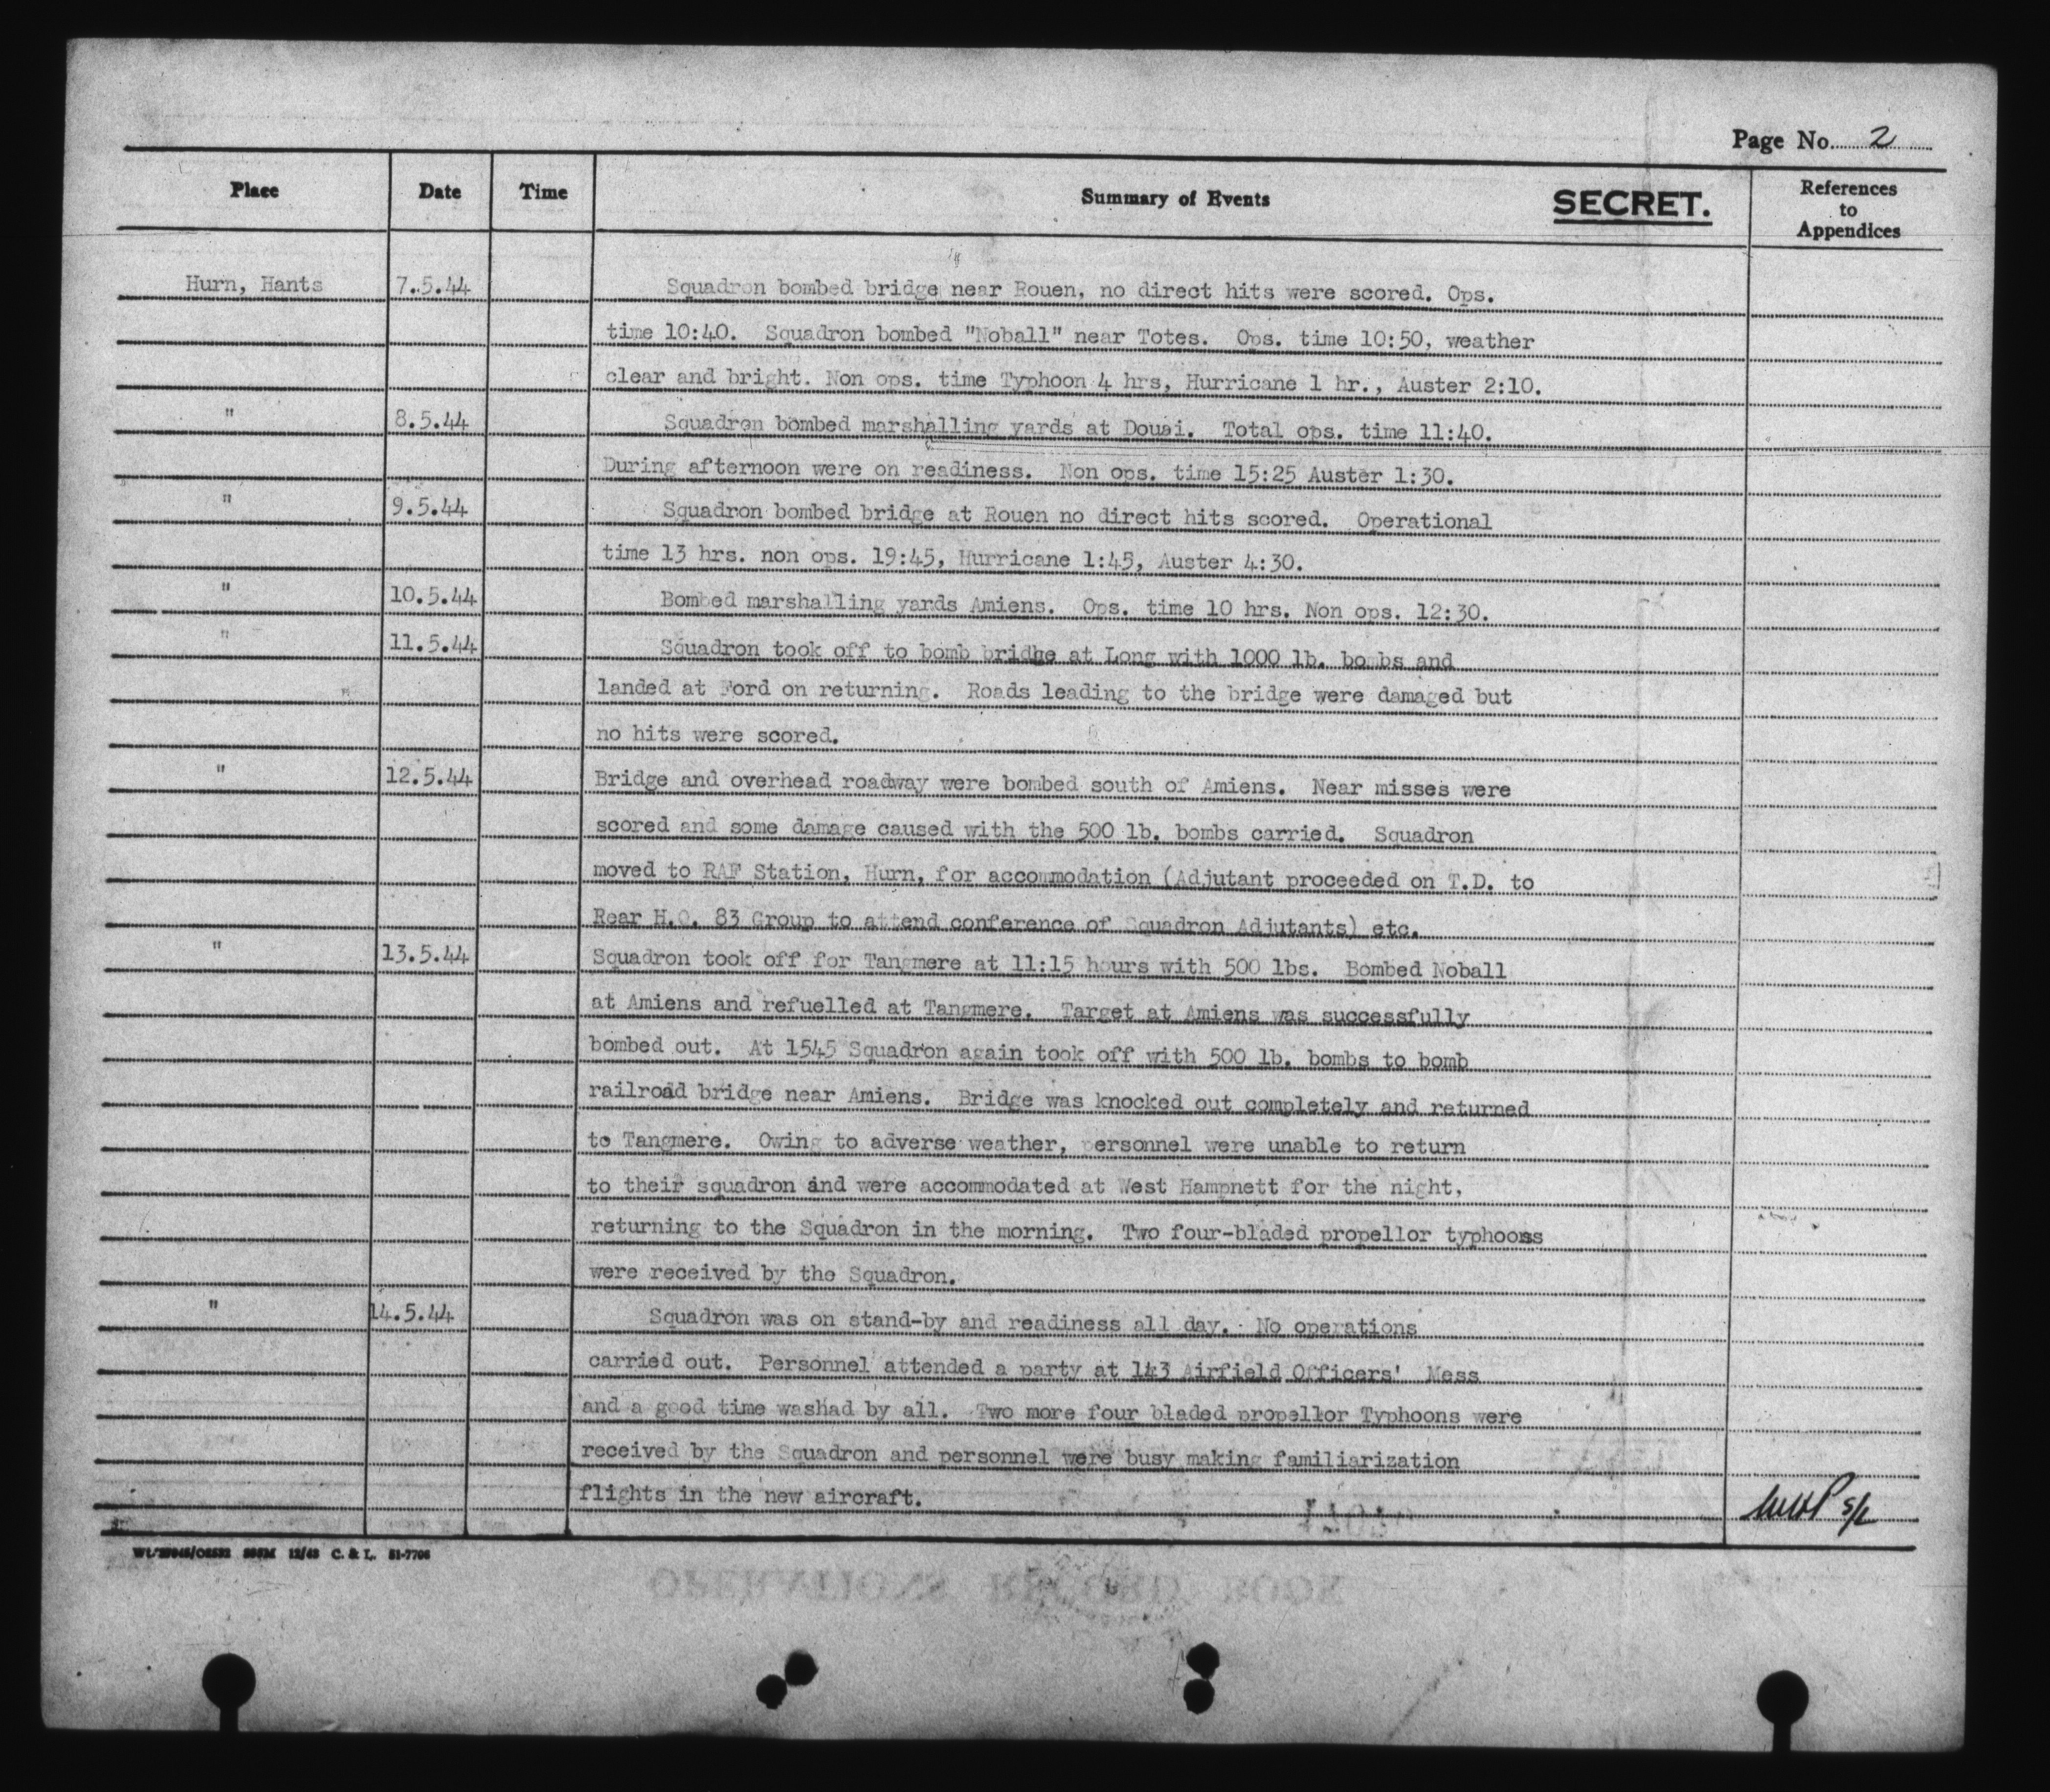 Page No. 2
Place Date Time Summary of Events SECRET. References to Appendices
Hurn, Hants 7.5.44 Squadron bombed bridge near Rouen, no direct hits were scored. Ops.
time 10:40. Squadron bombed "Noball" near Totes. Ops. time 10:50, weather
clear and bright. Non ops. time Typhoon 4 hrs, Hurricane 1 hr., Auster 2:10.
" 8.5.44 Squadron bombed marshalling yards at Douai. Total ops. time 11:40.
During afternoon were on readiness. Non ops. time 15:25 Auster 1:30.
" 9.5.44 Squadron bombed bridge at Rouen no direct hits scored. Operational
time 13 hrs. non ops. 19:45, Hurricane 1:45, Auster 4:30.
" 10.5.44 Bombed marshalling yards Amiens. Ops. time 10 hrs. Non ops. 12:30.
" 11.5.44 Squadron took off to bomb bridge at Long with 1000 lb. bombs and
landed at Ford on returning. Roads leading to the bridge were damaged but
no hits were scored.
" 12.5.44 Bridge and overhead roadway were bombed south of Amiens. Near misses were
scored and some damage caused with the 500 lb. bombs carried. Squadron
moved to RAF Station, Hurn, for accommodation (Adjutant proceeded on T.D. to
Rear H.Q. 83 Group to attend conference of Squadron Adjutants) etc.
" 13.5.44 Squadron took off for Tangmere at 11:15 hours with 500 lbs. Bombed Noball
at Amiens and refuelled at Tangmere. Target at Amiens was successfully
bombed out. At 1545 Squadron again took off with 500 lb. bombs to bomb
railroad bridge near Amiens. Bridge was knocked out completely and returned
to Tangmere. Owing to adverse weather, personnel were unable to return
to their squadron and were accommodated at West Hampnett for the night,
returning to the Squadron in the morning. Two four-bladed propellor typhoons
were received by the Squadron.
" 14.5.44 Squadron was on stand-by and readiness all day. No operations
carried out. Personnel attended a party at 143 Airfield Officers' Mess
and a good time washad by all. Two more four bladed propellor Typhoons were
received by the Squadron and personnel were busy making familiarization
flights in the new aircraft.
S/L
12/43 C. & L. 51-7706
OPERATIONS RECORD BOOK